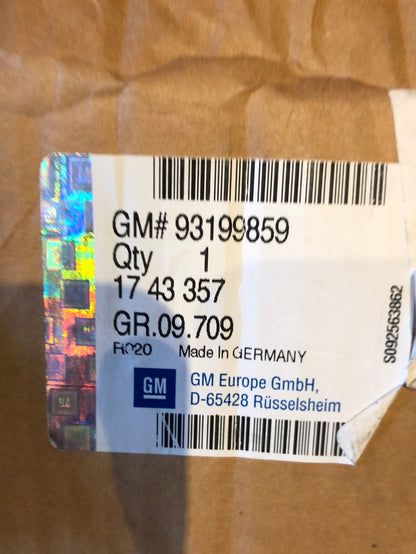 GM# 93199859
Qty 1
17 43 357
GR.09.709
R020 Made In GERMANY
GM
GM Europe GmbH,
D-65428 Rüsselsheim
S092563862